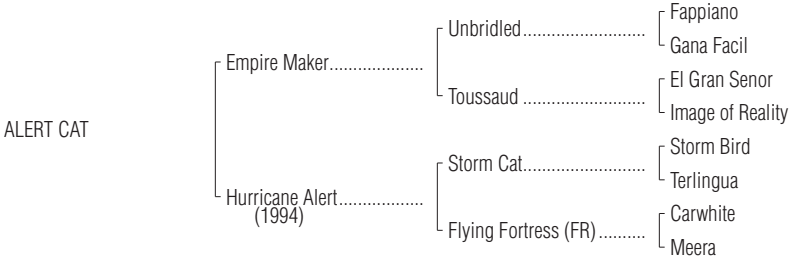 Fappiano
Unbridled..........................
Gana Facil
Empire Maker....................
El Gran Senor
Toussaud ..........................
Image of Reality
ALERT CAT
Storm Bird
Storm Cat..........................
Terlingua
Hurricane Alert..................
(1994)
Carwhite
Flying Fortress (FR)..........
Meera